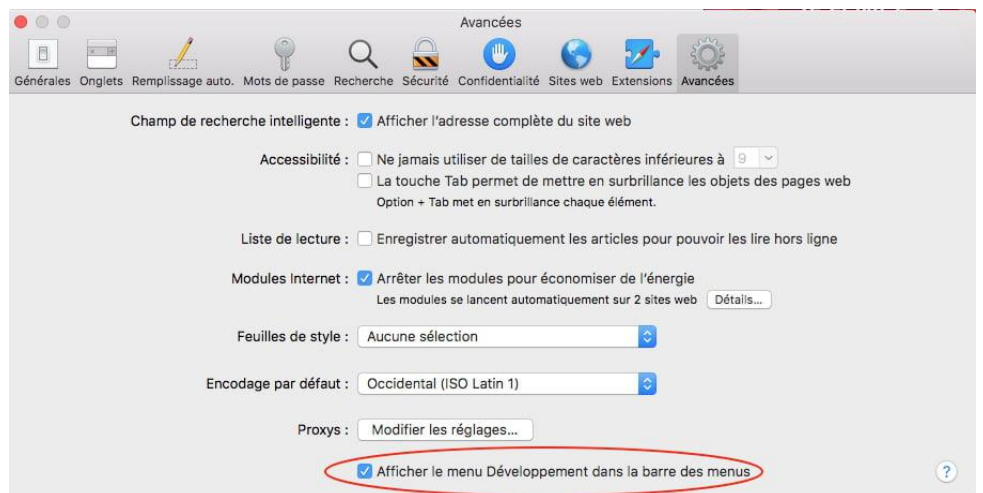 Avancées
Générales Onglets Remplissage auto. Mots de passe Recherche Sécurité Confidentialité Sites web Extensions Avancées
Champ de recherche intelligente : Afficher l'adresse complète du site web
Accessibilité : Ne jamais utiliser de tailles de caractères inférieures à 9
La touche Tab permet de mettre en surbrillance les objets des pages web
Option + Tab met en surbrillance chaque élément.
Liste de lecture : Enregistrer automatiquement les articles pour pouvoir les lire hors ligne
Modules Internet : Arrêter les modules pour économiser de l'énergie
Les modules se lancent automatiquement sur 2 sites web Détails...
Feuilles de style : Aucune sélection
Encodage par défaut : Occidental (ISO Latin 1)
Proxys : Modifier les réglages...
Afficher le menu Développement dans la barre des menus ?